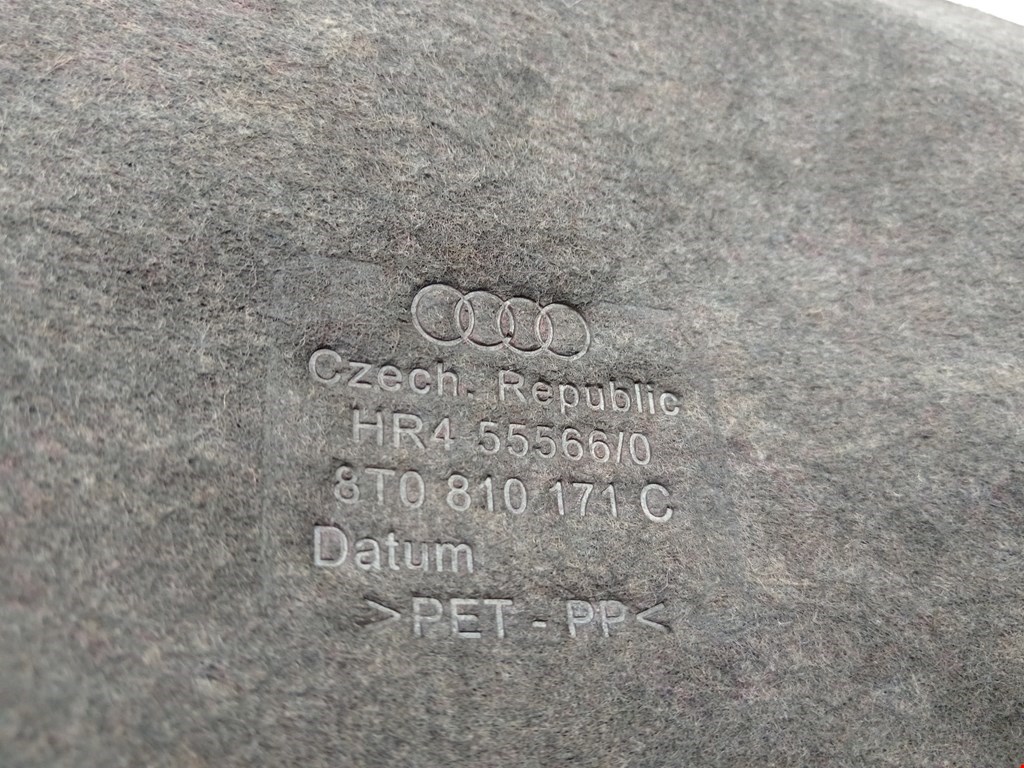 Czech. Republic
HR4 55566/0
8T0 810 171 C
Datum
>PET - PP<